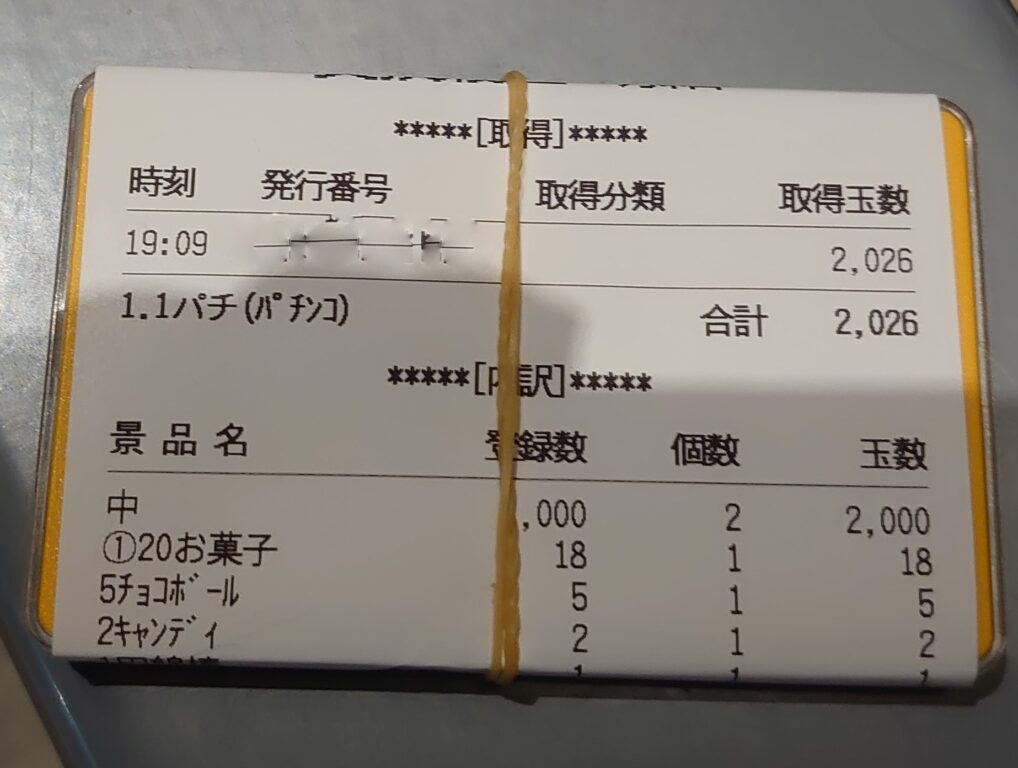 *****[取得]*****
時刻 発行番号 取得分類 取得玉数
19:09 2,026
1.1パチ(ﾊﾟﾁﾝｺ) 合計 2,026
*****[内訳]*****
景品名 登録数 個数 玉数
中 ,000 2 2,000
①20お菓子 18 1 18
5ﾁｮｺﾎﾞｰﾙ 5 1 5
2ｷｬﾝﾃﾞｨ 2 1 2
1 1 1